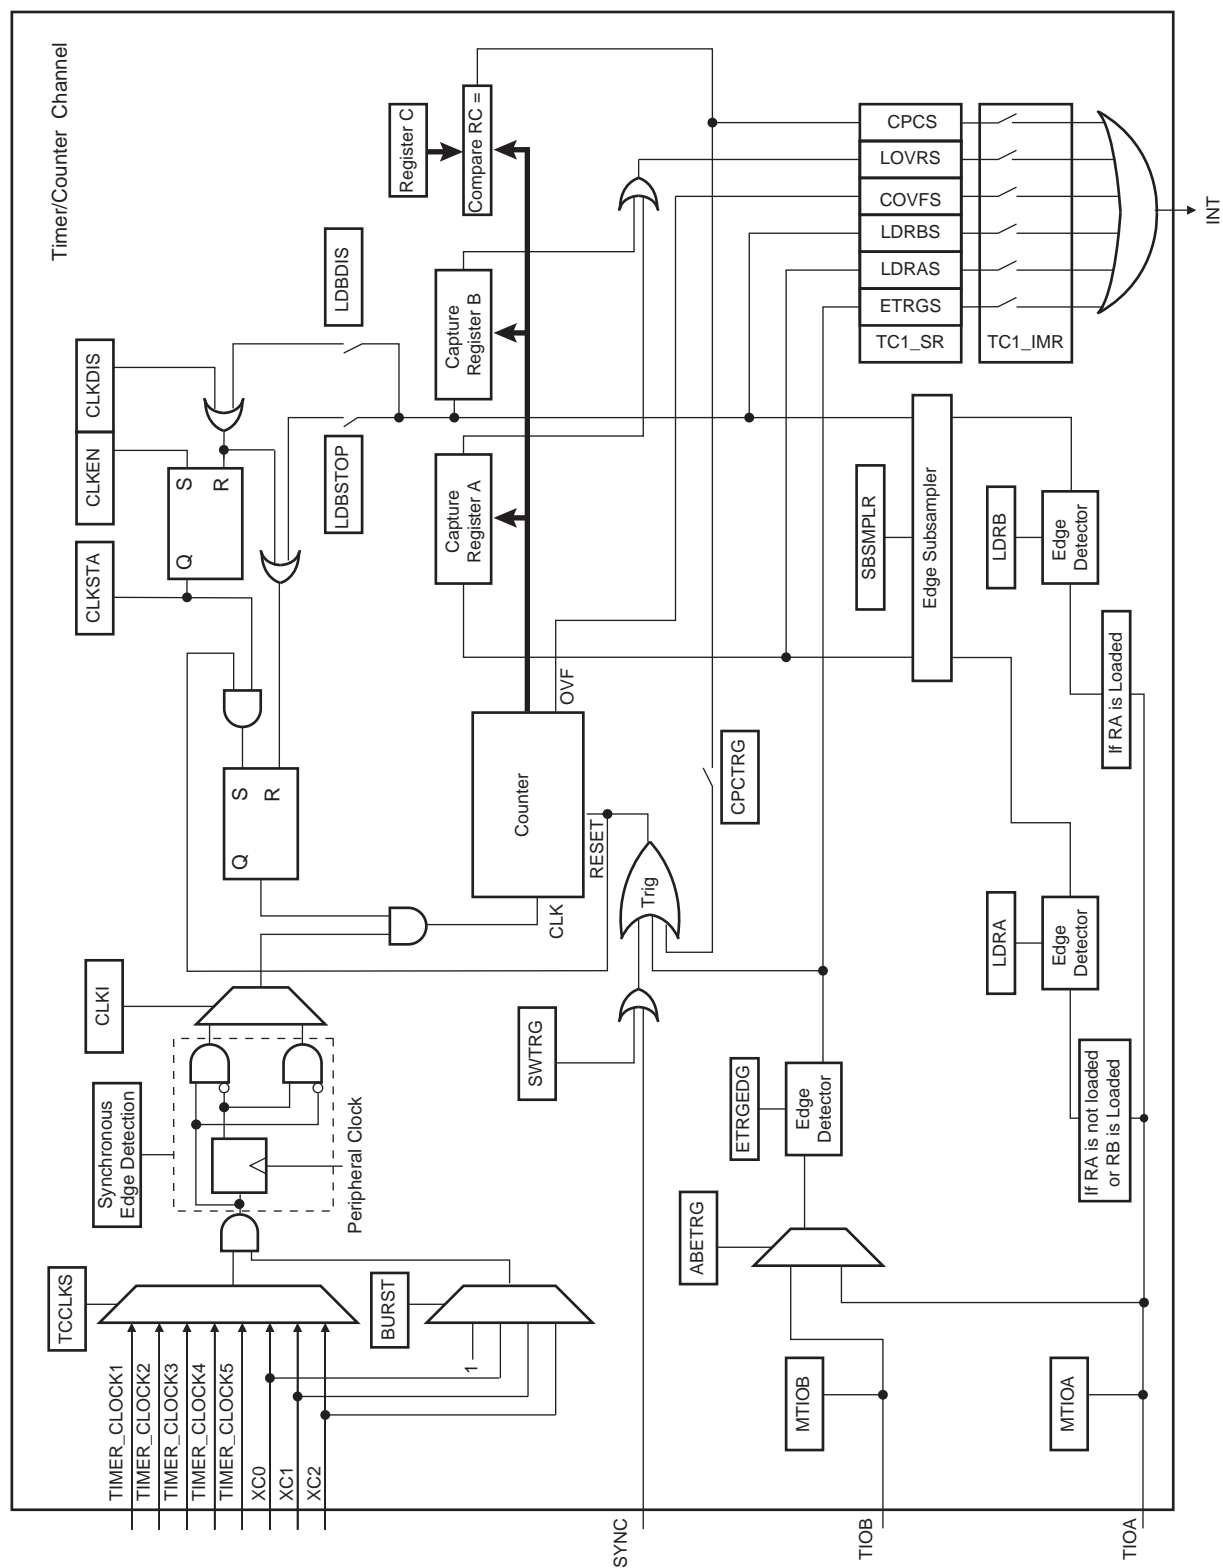 Timer/Counter Channel
TCCLKS
TIMER_CLOCK1
TIMER_CLOCK2
TIMER_CLOCK3
TIMER_CLOCK4
TIMER_CLOCK5
XC0
XC1
XC2
Synchronous
Edge Detection
CLKI
Peripheral Clock
BURST
1
CLKSTA
CLKEN
CLKDIS
Q
S
R
Q
S
R
LDBSTOP
LDBDIS
Register C
Compare RC =
Capture
Register A
Capture
Register B
Counter
CLK
OVF
RESET
Trig
SWTRG
SYNC
CPCTRG
ABETRG
ETRGEDG
Edge
Detector
MTIOB
TIOB
MTIOA
TIOA
SBSMPLR
Edge Subsampler
LDRA
Edge
Detector
If RA is not loaded
or RB is Loaded
LDRB
Edge
Detector
If RA is Loaded
CPCS
LOVRS
COVFS
LDRBS
LDRAS
ETRGS
TC1_SR
TC1_IMR
INT